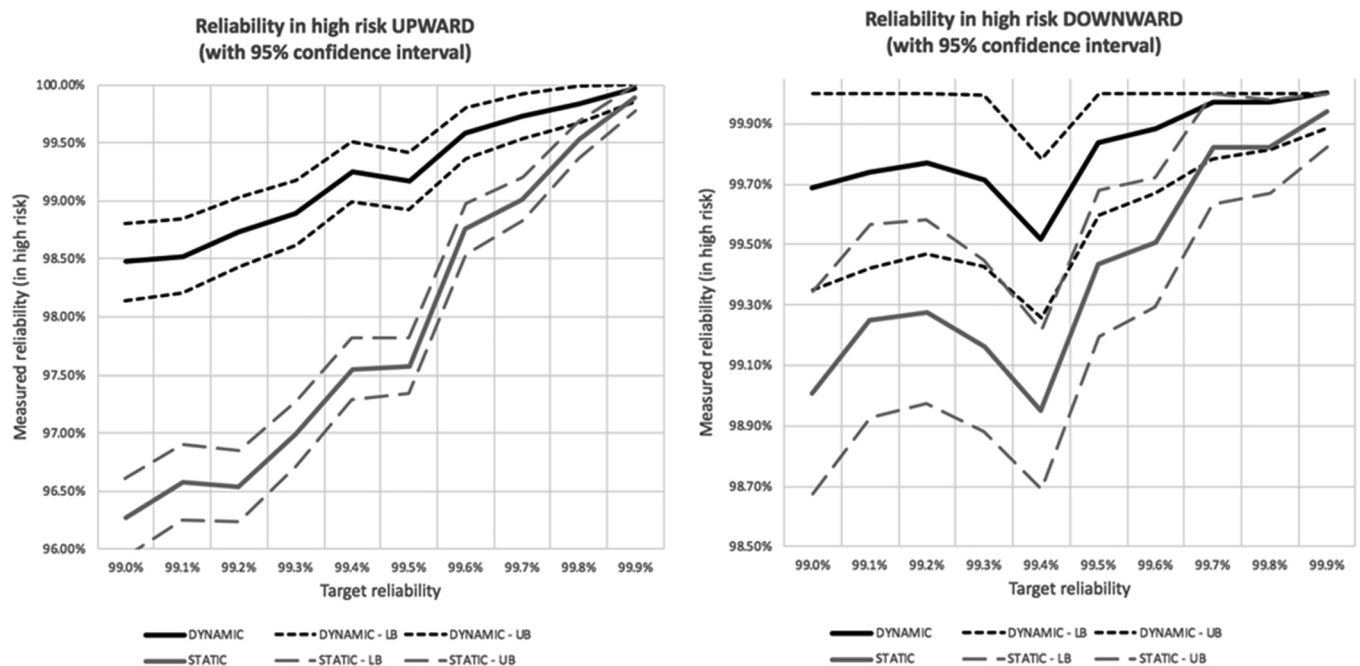 Reliability in high risk UPWARD
(with 95% confidence interval)
100.00%
99.50%
99.00%
98.50%
98.00%
97.50%
97.00%
96.50%
96.00%
Measured reliability (in high risk)
99.0% 99.1% 99.2% 99.3% 99.4% 99.5% 99.6% 99.7% 99.8% 99.9%
Target reliability
DYNAMIC DYNAMIC - LB DYNAMIC - UB
STATIC STATIC - LB STATIC - UB
Reliability in high risk DOWNWARD
(with 95% confidence interval)
99.90%
99.70%
99.50%
99.30%
99.10%
98.90%
98.70%
98.50%
Measured reliability (in high risk)
99.0% 99.1% 99.2% 99.3% 99.4% 99.5% 99.6% 99.7% 99.8% 99.9%
Target reliability
DYNAMIC DYNAMIC - LB DYNAMIC - UB
STATIC STATIC - LB STATIC - UB